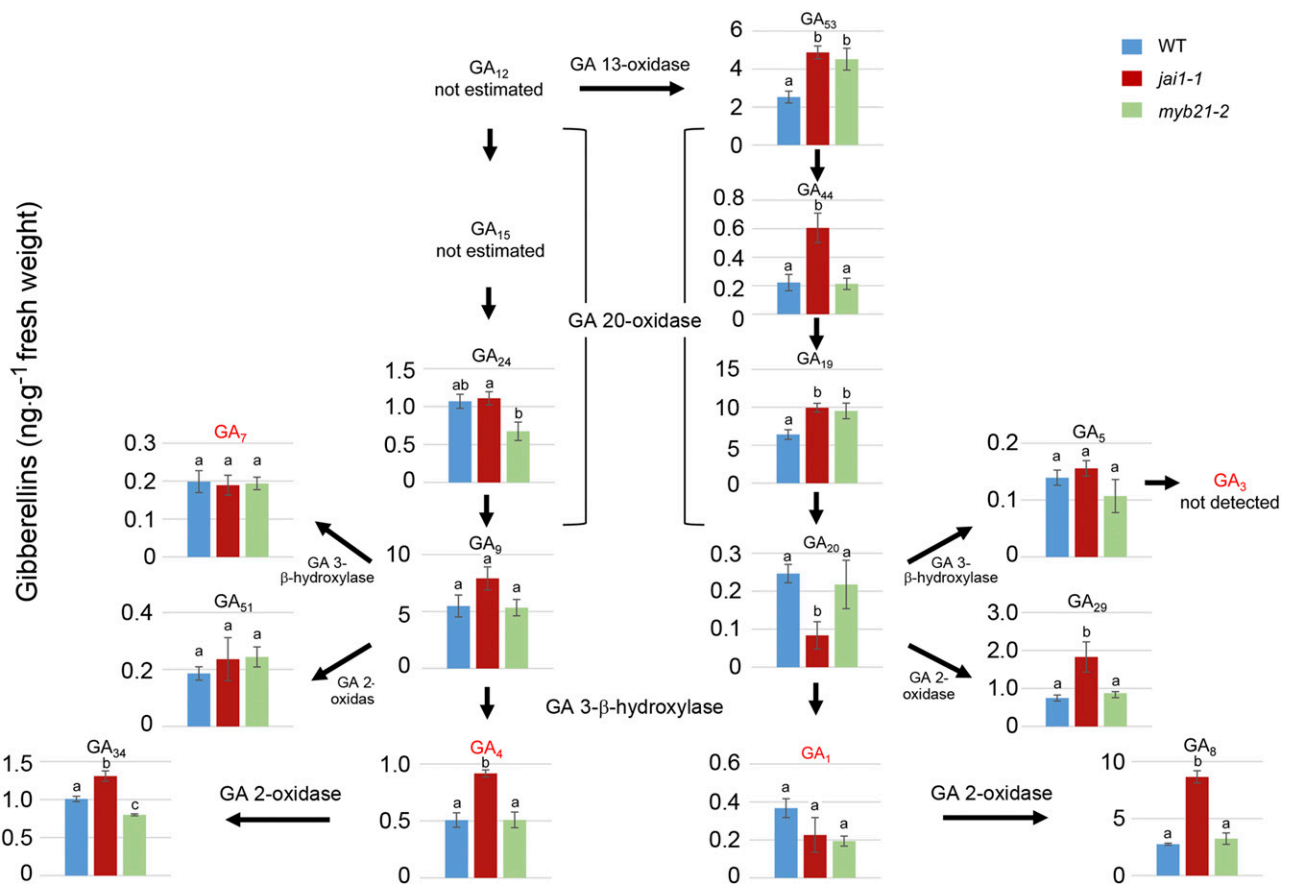 Gibberellins (ng·g⁻¹ fresh weight)
WT
jai1-1
myb21-2
GA₁₂
not estimated
GA 13-oxidase
GA₅₃
6
4
2
0
a
b
b
GA₁₅
not estimated
GA 20-oxidase
GA₄₄
0.8
0.6
0.4
0.2
0
a
b
a
GA₂₄
1.5
1.0
0.5
ab
a
b
GA₁₉
15
10
5
0
a
b
b
GA₇
0.3
0.2
0.1
0
a
a
a
GA 3-
β-hydroxylase
GA₉
10
5
0
a
a
a
GA₂₀
0.3
0.2
0.1
0
a
b
a
GA 3-
β-hydroxylase
GA₅
0.2
0.1
0
a
a
a
GA₃
not detected
GA₅₁
0.4
0.2
0
a
a
a
GA 2-
oxidas
GA 3-β-hydroxylase
GA 2-
oxidase
GA₂₉
3.0
2.0
1.0
0
a
b
a
GA₃₄
1.5
1.0
0.5
a
b
c
GA 2-oxidase
GA₄
1.0
0.5
0
a
b
a
GA₁
0.6
0.4
0.2
0
a
a
a
GA 2-oxidase
GA₈
10
5
0
a
b
a